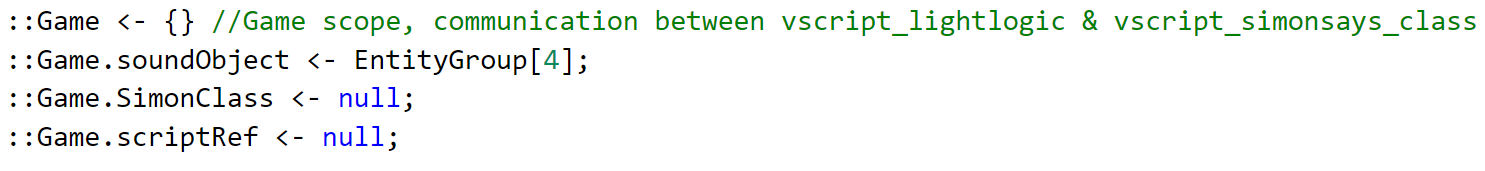 ::Game <- {} //Game scope, communication between vscript_lightlogic & vscript_simonsays_class
::Game.soundObject <- EntityGroup[4];
::Game.SimonClass <- null;
::Game.scriptRef <- null;